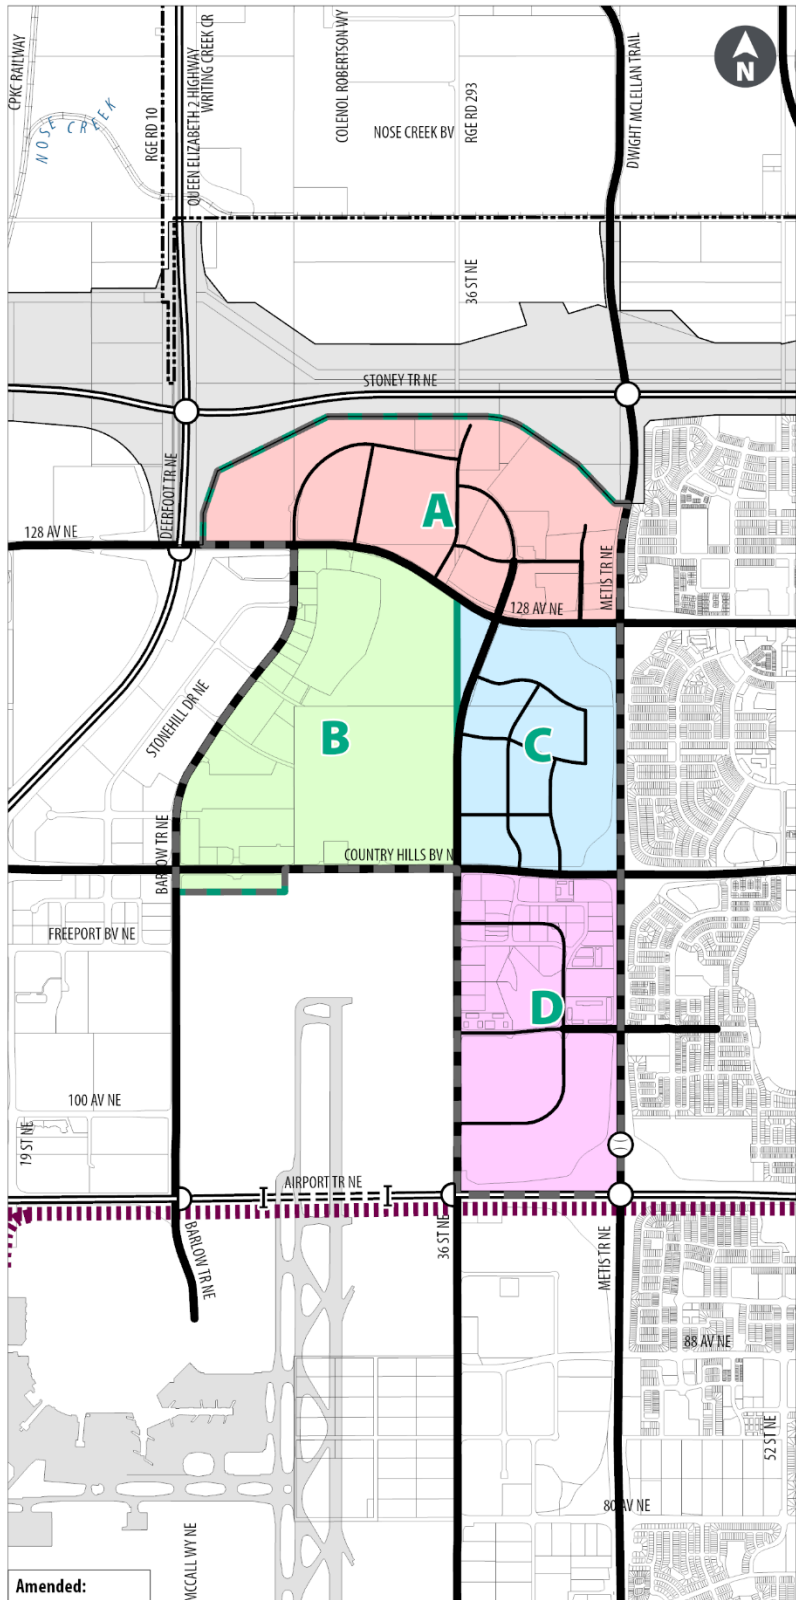 CPKC RAILWAY
NOSE CREEK
RGE RD 10
QUEEN ELIZABETH 2 HIGHWAY
WRITING CREEK CR
COLENOL ROBERTSON WY
NOSE CREEK BV
RGE RD 293
DWIGHT MCLELLAN TRAIL
N
36 ST NE
STONEY TR NE
DEERFOOT TR NE
128 AV NE
A
METIS TR NE
128 AV NE
STONEHILL DR NE
B
C
BARLOW TR NE
COUNTRY HILLS BV N
FREEPORT BV NE
D
100 AV NE
19 ST NE
AIRPORT TR NE
BARLOW TR NE
36 ST NE
METIS TR NE
88 AV NE
52 ST NE
80 AV NE
MCCALL WY NE
Amended: